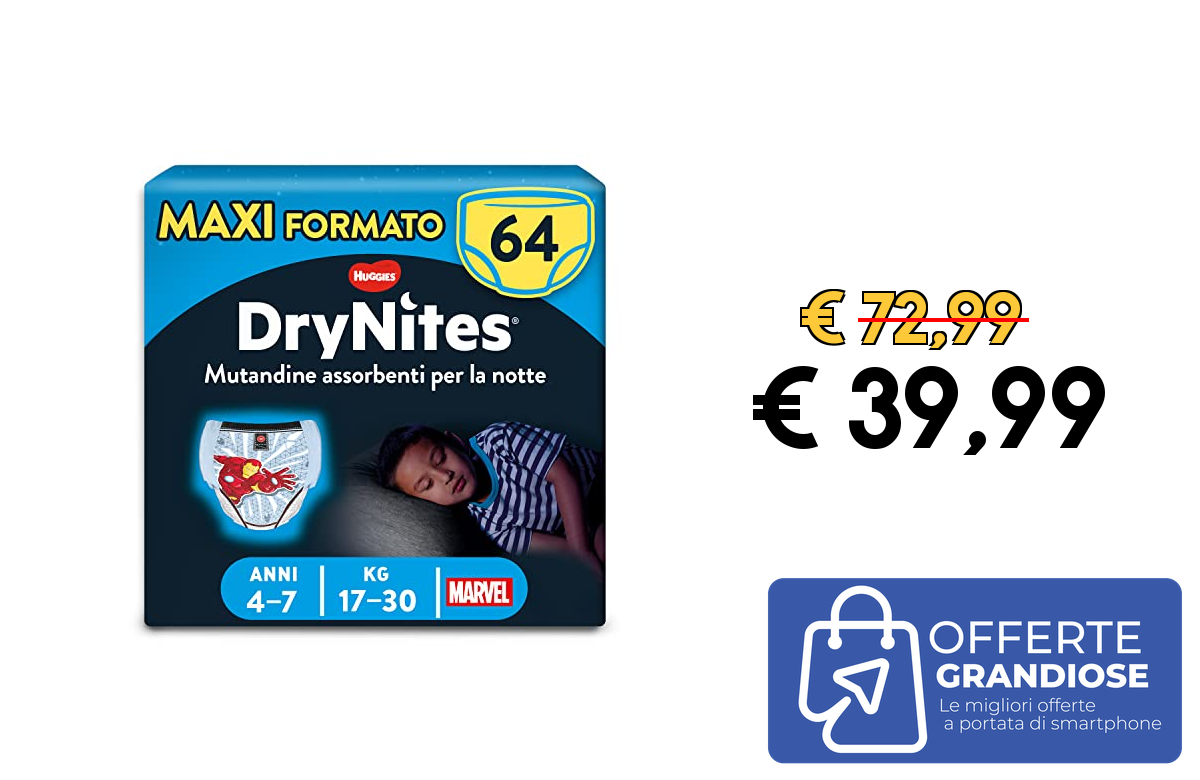 MAXI FORMATO
64
HUGGIES
DryNites®
Mutandine assorbenti per la notte
ANNI
4–7
KG
17–30
MARVEL
€ 72,99
€ 39,99
OFFERTE
GRANDIOSE
Le migliori offerte
a portata di smartphone